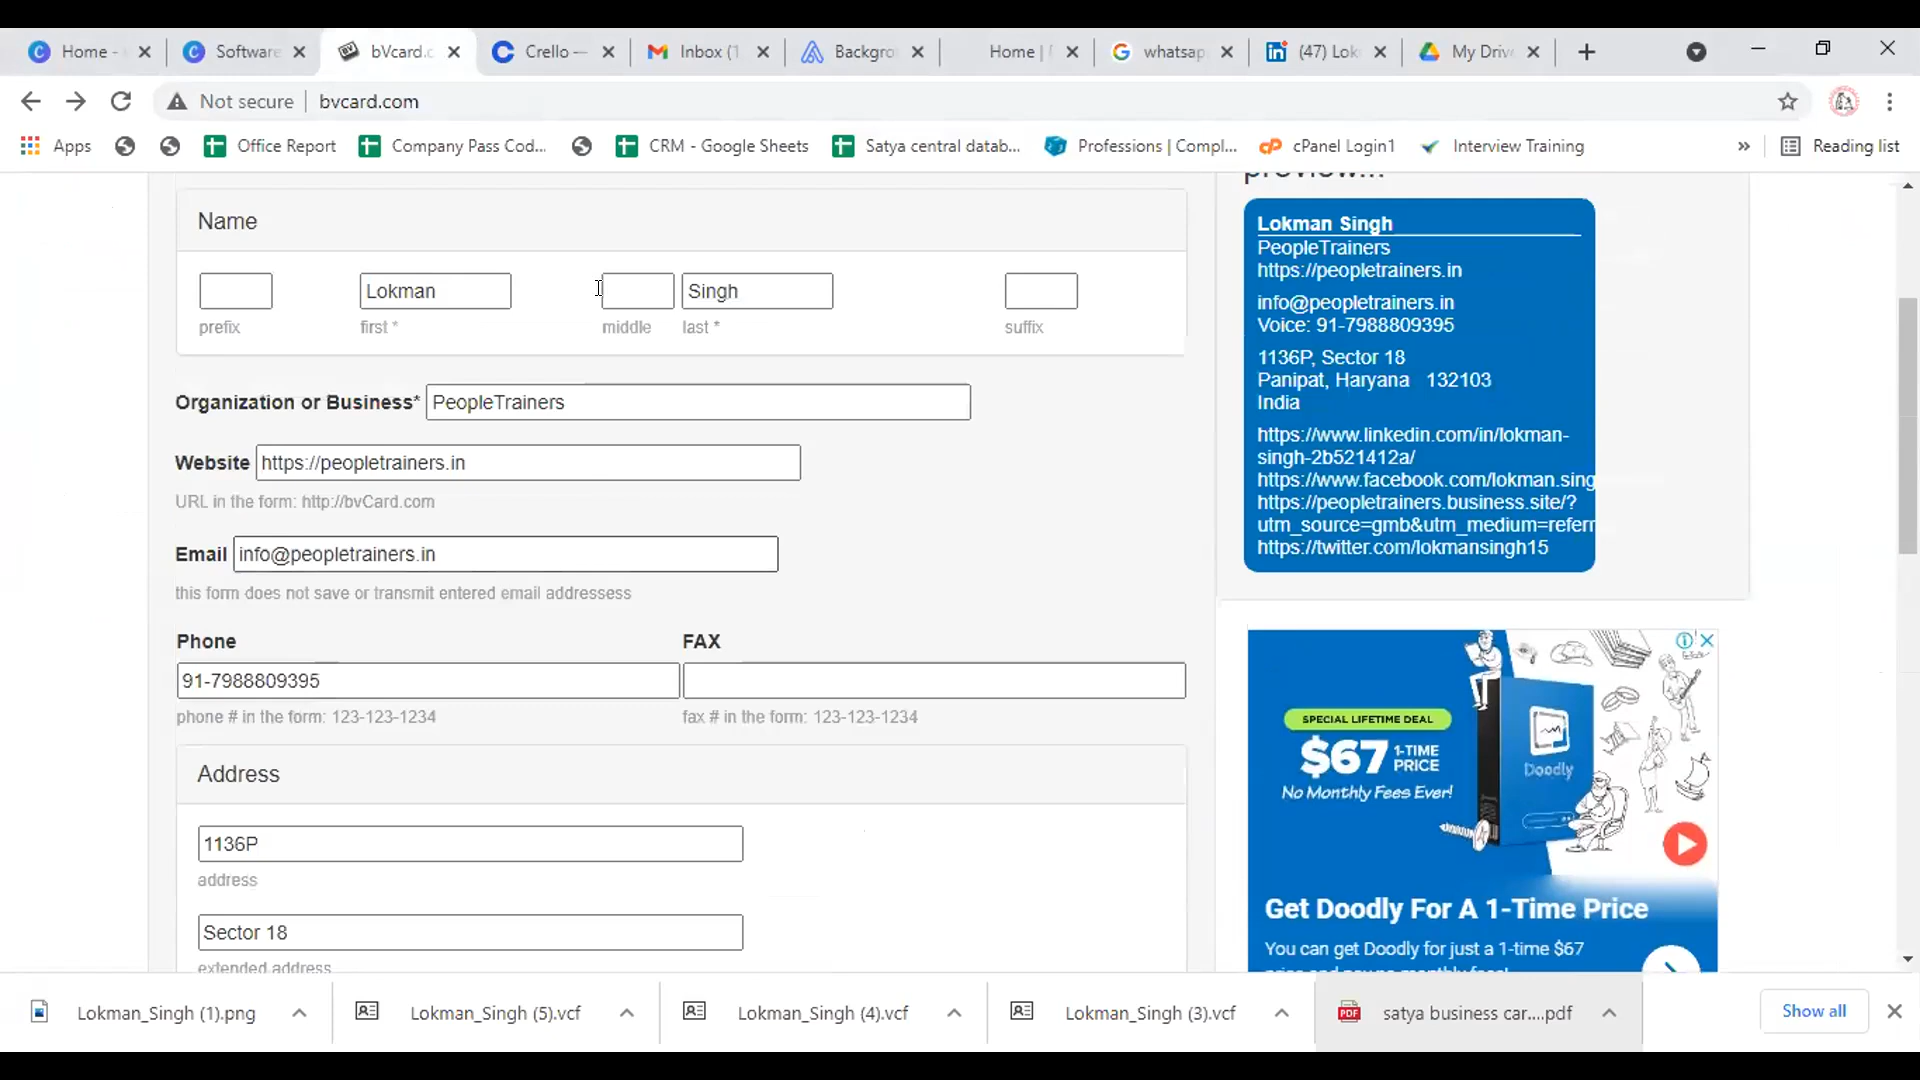 Home -
Software
bVcard.c
Crello —
Inbox (1
Backgro
Home |
whatsap
(47) Lok
My Driv
Not secure
bvcard.com
Apps
Office Report
Company Pass Cod...
CRM - Google Sheets
Satya central datab...
Professions | Compl...
cPanel Login1
Interview Training
»
Reading list
preview...
Name
Lokman
Singh
prefix
first *
middle
last *
suffix
Organization or Business* PeopleTrainers
Website https://peopletrainers.in
URL in the form: http://bvCard.com
Email info@peopletrainers.in
this form does not save or transmit entered email addressess
Phone
FAX
91-7988809395
phone # in the form: 123-123-1234
fax # in the form: 123-123-1234
Address
1136P
address
Sector 18
extended address
Lokman Singh
PeopleTrainers
https://peopletrainers.in
info@peopletrainers.in
Voice: 91-7988809395
1136P, Sector 18
Panipat, Haryana 132103
India
https://www.linkedin.com/in/lokman-
singh-2b521412a/
https://www.facebook.com/lokman.sing
https://peopletrainers.business.site/?
utm_source=gmb&utm_medium=referr
https://twitter.com/lokmansingh15
SPECIAL LIFETIME DEAL
$67 1-TIME PRICE
No Monthly Fees Ever!
Doodly
Get Doodly For A 1-Time Price
You can get Doodly for just a 1-time $67
Lokman_Singh (1).png
Lokman_Singh (5).vcf
Lokman_Singh (4).vcf
Lokman_Singh (3).vcf
PDF
satya business car....pdf
Show all